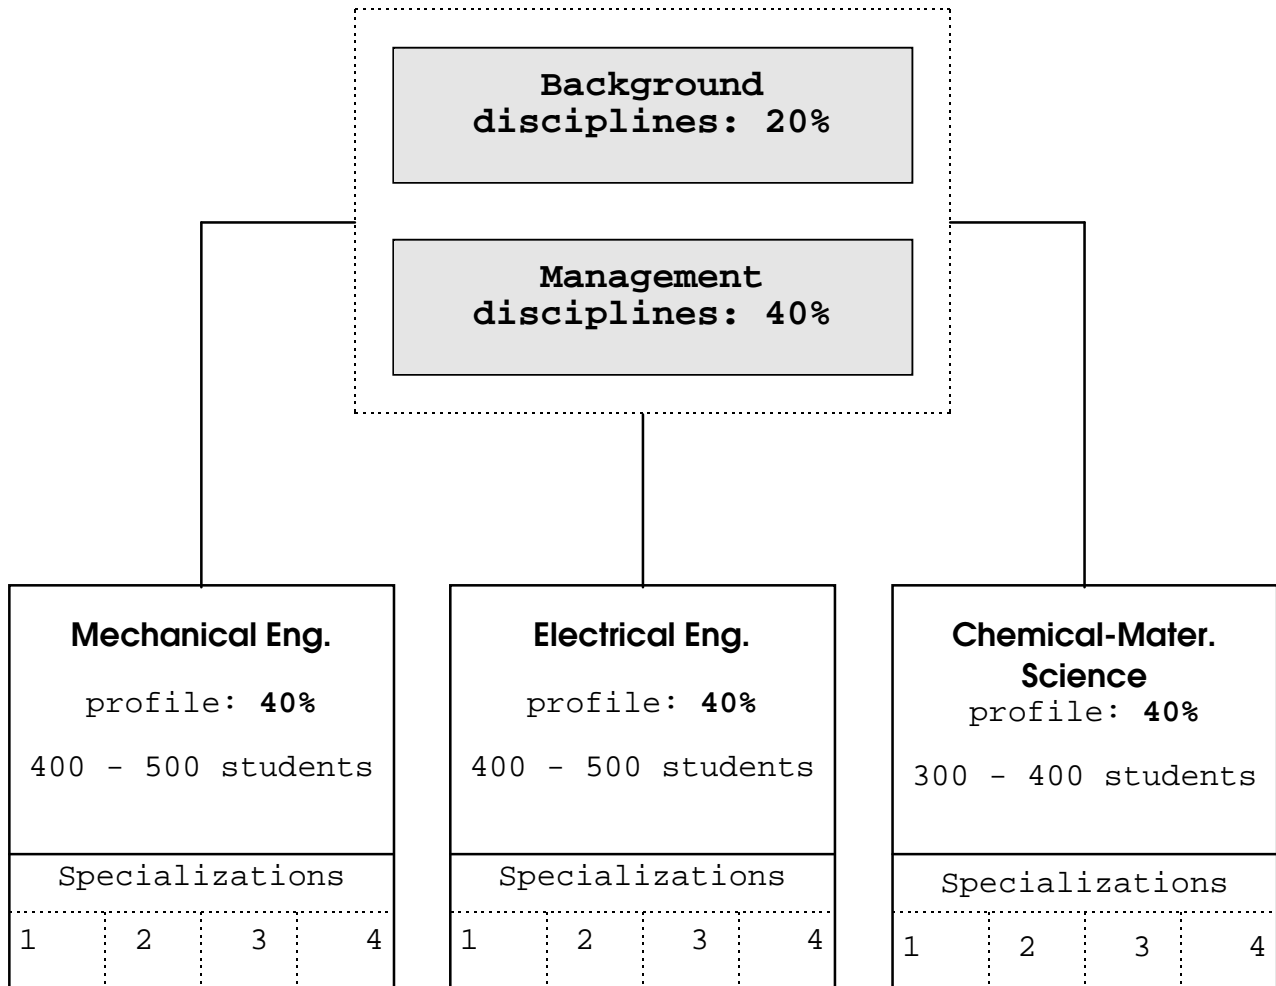 Background
disciplines: 20%
Management
disciplines: 40%
Mechanical Eng.
profile: 40%
400 - 500 students
Specializations
1 2 3 4
Electrical Eng.
profile: 40%
400 - 500 students
Specializations
1 2 3 4
Chemical-Mater.
Science
profile: 40%
300 - 400 students
Specializations
1 2 3 4